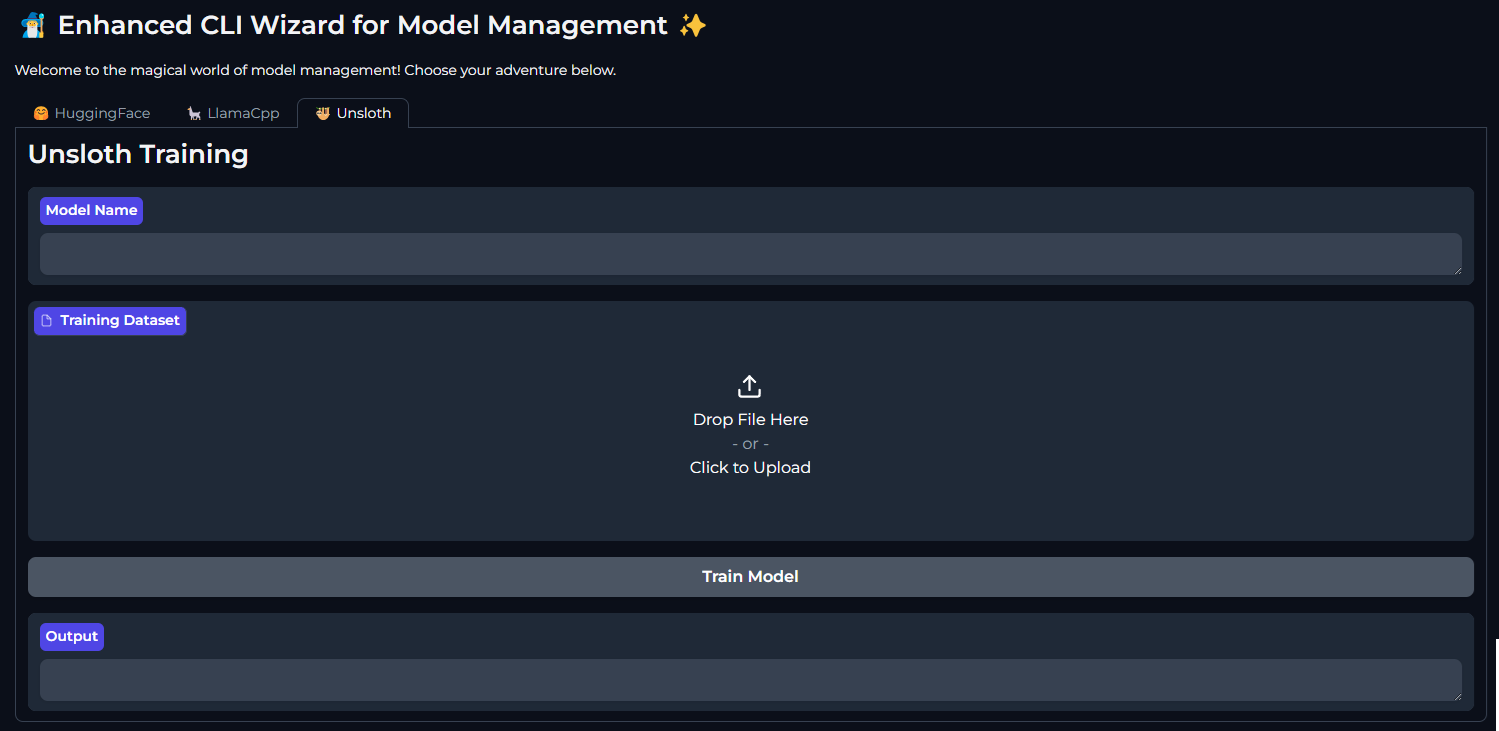 🧙‍♂️ Enhanced CLI Wizard for Model Management ✨
Welcome to the magical world of model management! Choose your adventure below.
🤗 HuggingFace 🦙 LlamaCpp 🦥 Unsloth
Unsloth Training
Model Name
Training Dataset
Drop File Here
- or -
Click to Upload
Train Model
Output